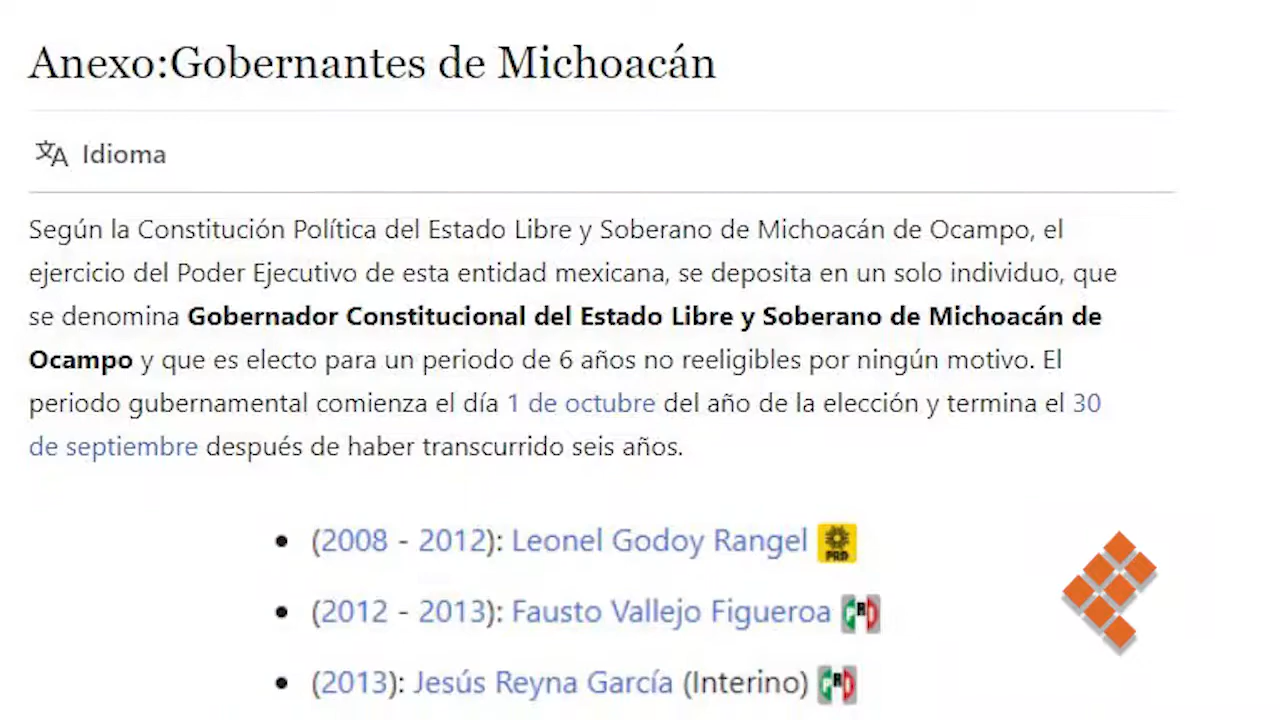 Anexo:Gobernantes de Michoacán
Idioma
Según la Constitución Política del Estado Libre y Soberano de Michoacán de Ocampo, el
ejercicio del Poder Ejecutivo de esta entidad mexicana, se deposita en un solo individuo, que
se denomina Gobernador Constitucional del Estado Libre y Soberano de Michoacán de
Ocampo y que es electo para un periodo de 6 años no reeligibles por ningún motivo. El
periodo gubernamental comienza el día 1 de octubre del año de la elección y termina el 30
de septiembre después de haber transcurrido seis años.
• (2008 - 2012): Leonel Godoy Rangel PRD
• (2012 - 2013): Fausto Vallejo Figueroa PRI
• (2013): Jesús Reyna García (Interino) PRI